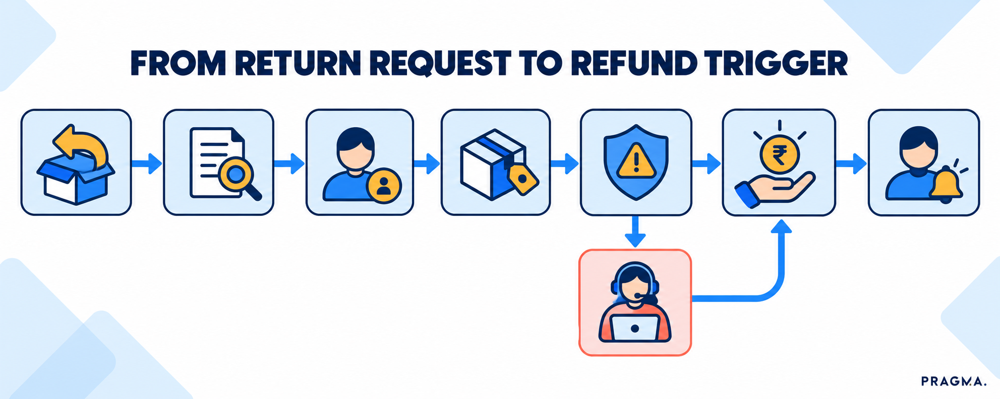 FROM RETURN REQUEST TO REFUND TRIGGER
₹
PRAGMA.